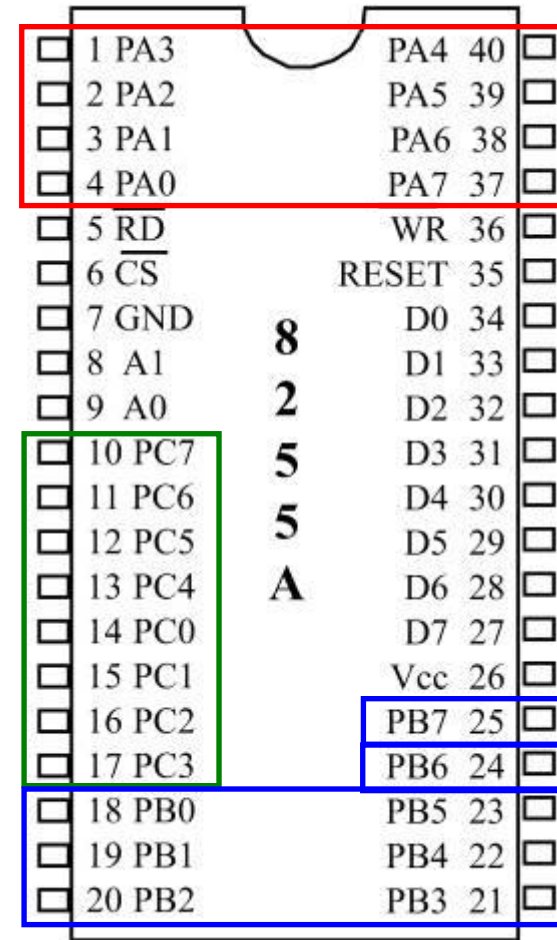 1 PA3 PA4 40
2 PA2 PA5 39
3 PA1 PA6 38
4 PA0 PA7 37
5 R̅D̅ WR 36
6 C̅S̅ RESET 35
7 GND D0 34
8 A1 D1 33
9 A0 D2 32
10 PC7 D3 31
11 PC6 D4 30
12 PC5 D5 29
13 PC4 D6 28
14 PC0 D7 27
15 PC1 Vcc 26
16 PC2 PB7 25
17 PC3 PB6 24
18 PB0 PB5 23
19 PB1 PB4 22
20 PB2 PB3 21
8
2
5
5
A